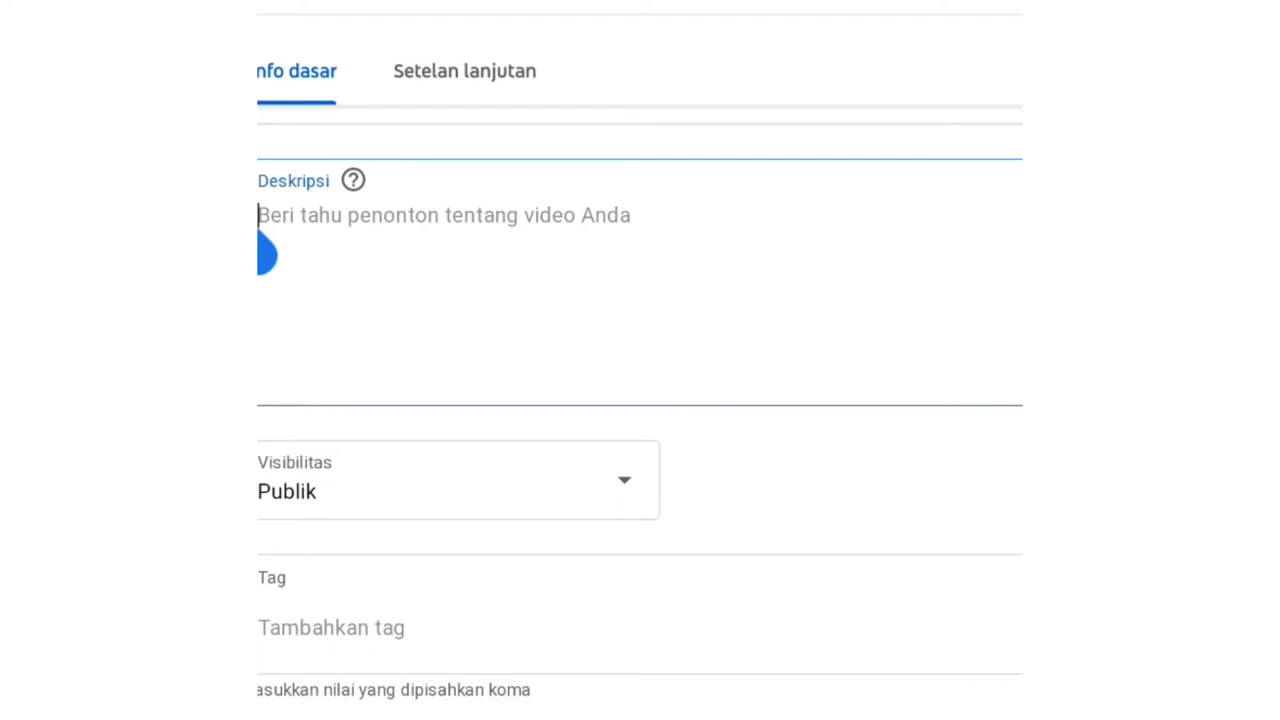 nfo dasar Setelan lanjutan
Deskripsi ?
Beri tahu penonton tentang video Anda
Visibilitas
Publik
Tag
Tambahkan tag
asukkan nilai yang dipisahkan koma